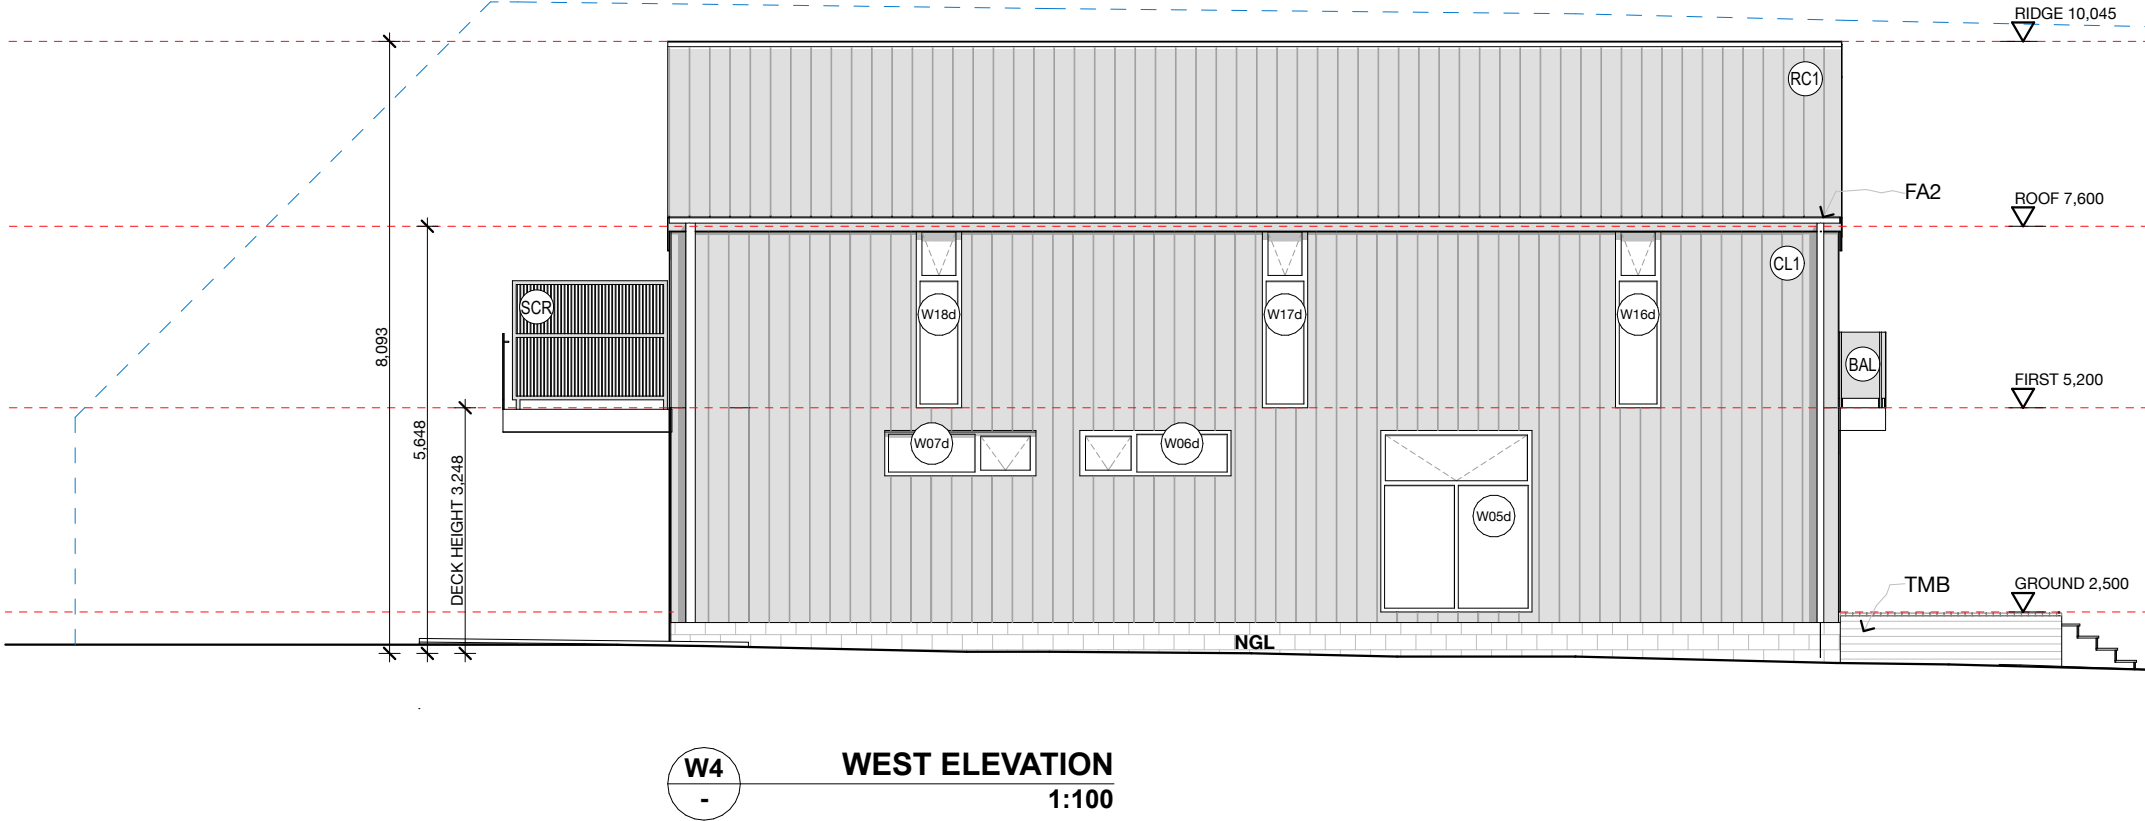 RIDGE 10,045
RC1
FA2
ROOF 7,600
CL1
SCR
W18d
W17d
W16d
8,093
BAL
FIRST 5,200
5,648
W07d
W06d
DECK HEIGHT 3,248
W05d
TMB
GROUND 2,500
NGL
W4
-
WEST ELEVATION
1:100